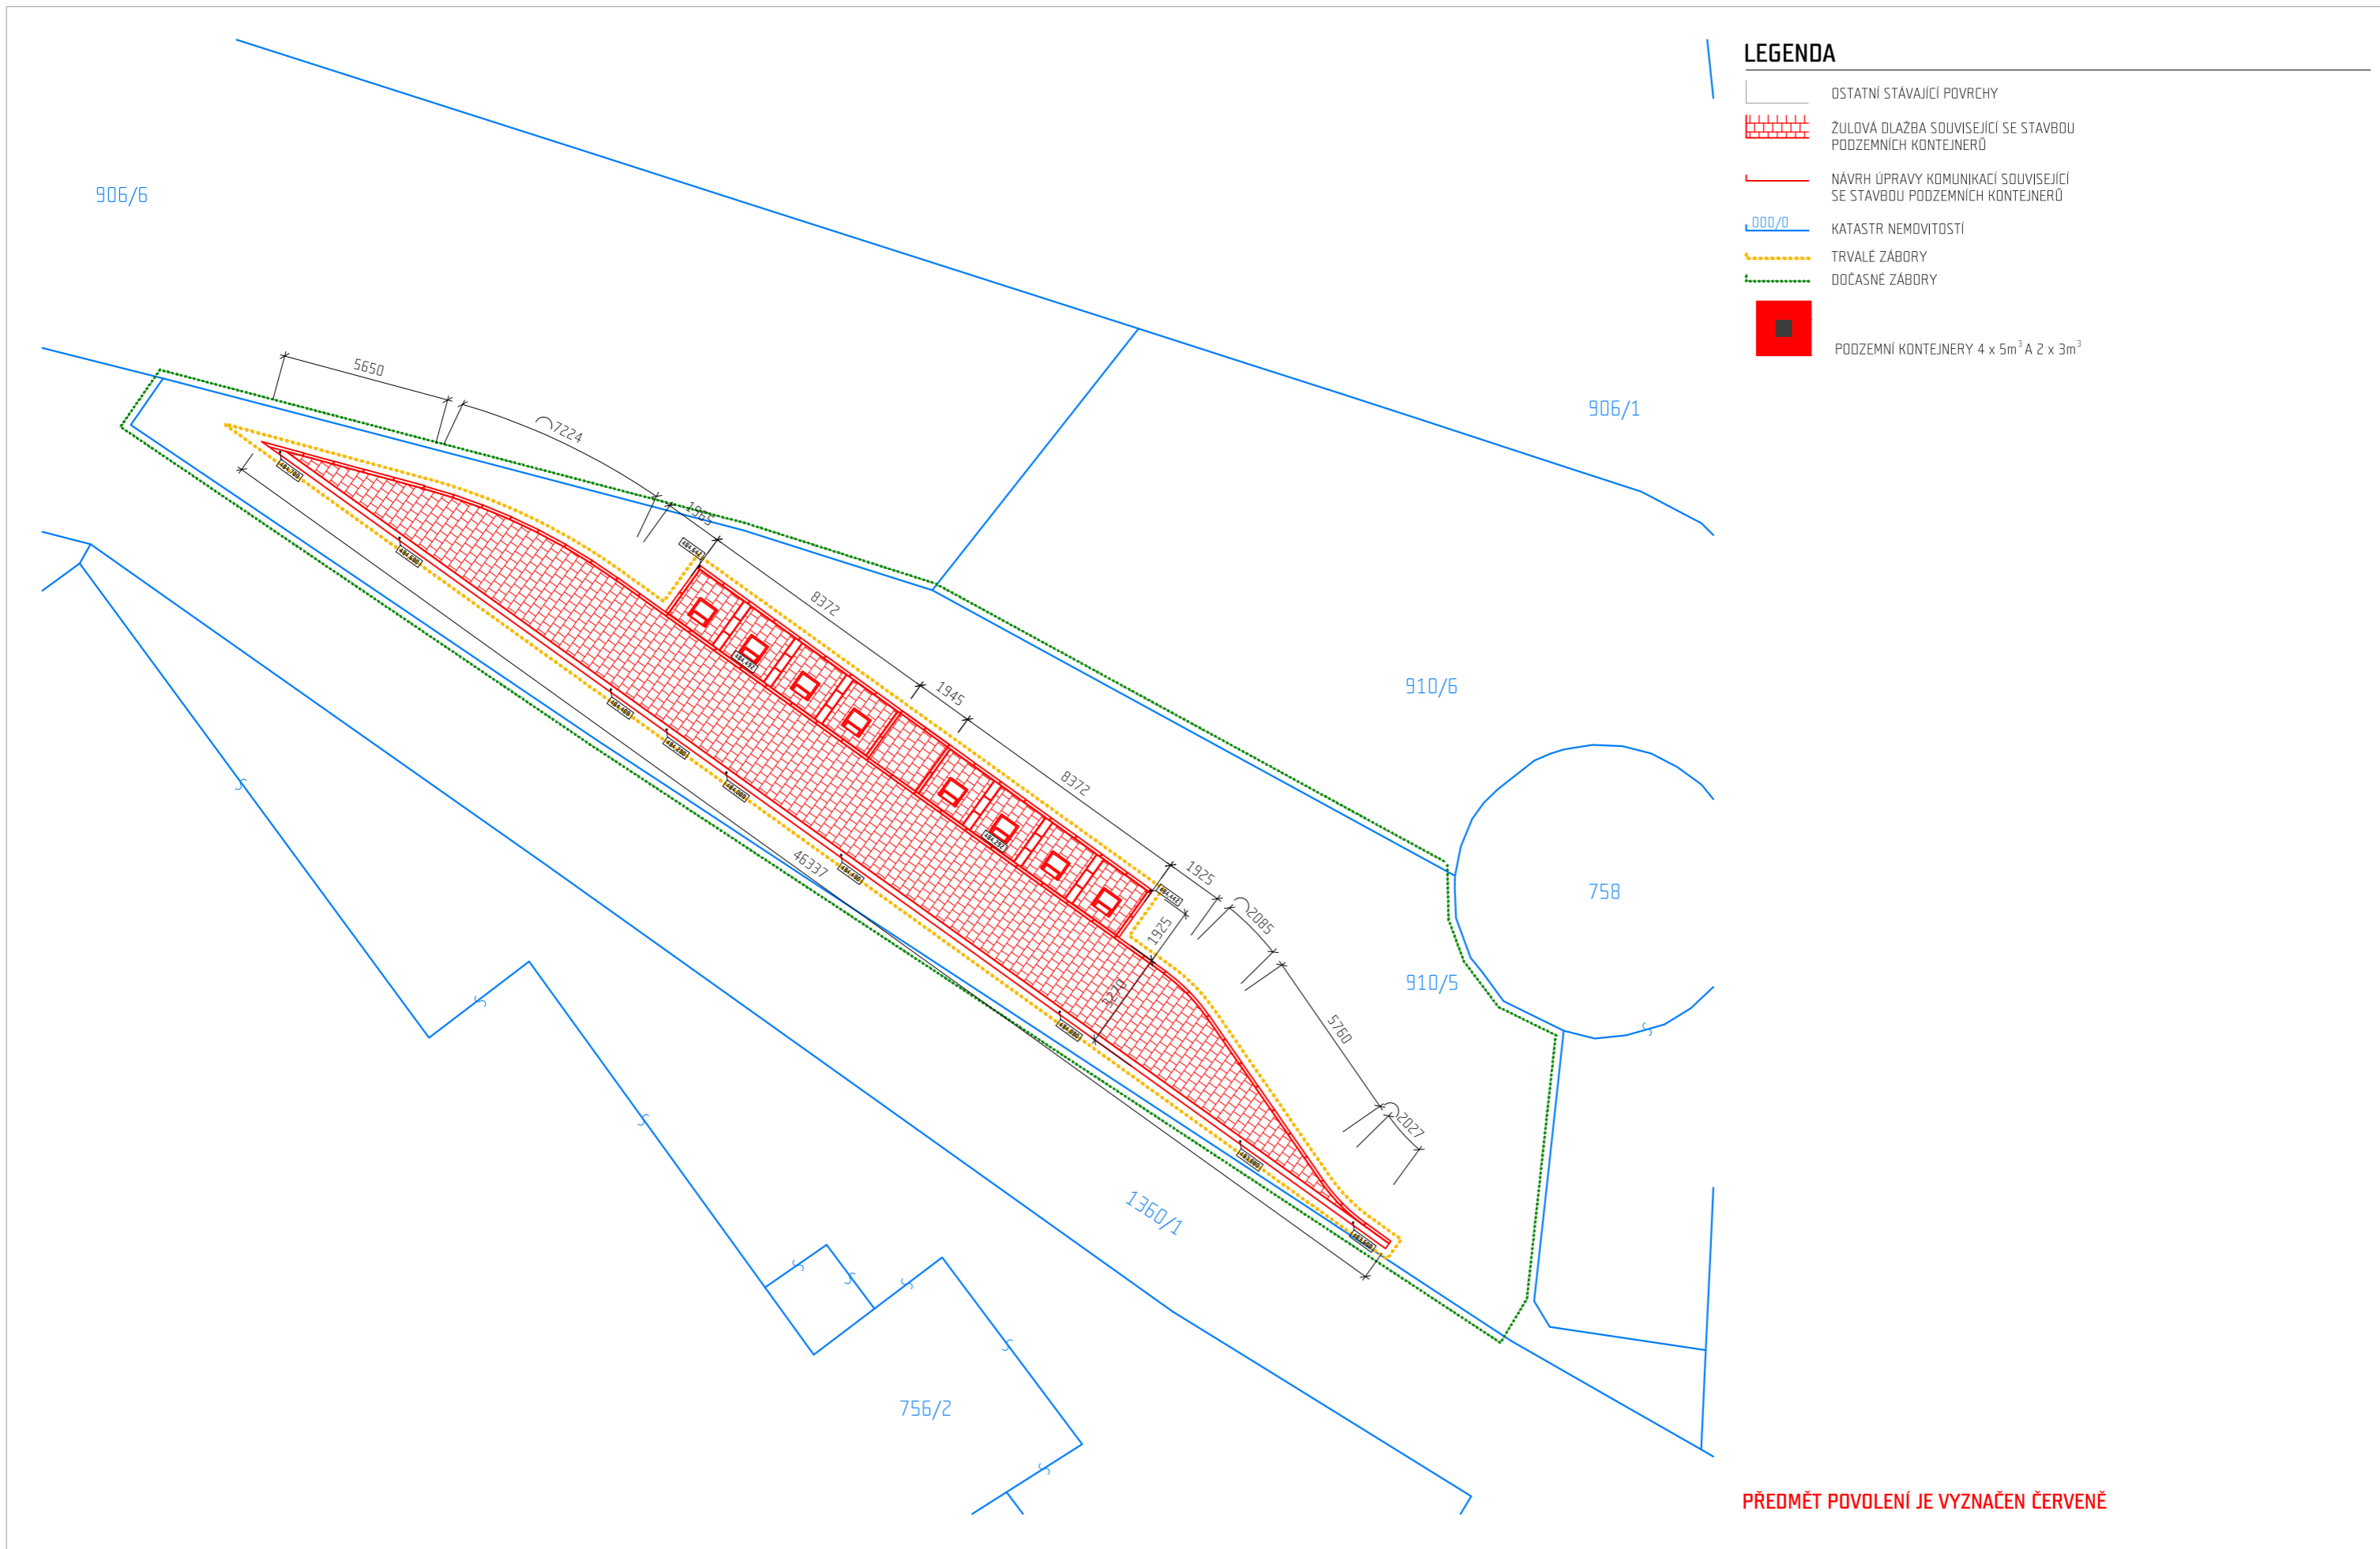 LEGENDA
OSTATNÍ STÁVAJÍCÍ POVRCHY
ŽULOVÁ DLAŽBA SOUVISEJÍCÍ SE STAVBOU
PODZEMNÍCH KONTEJNERŮ
NÁVRH ÚPRAVY KOMUNIKACÍ SOUVISEJÍCÍ
SE STAVBOU PODZEMNÍCH KONTEJNERŮ
000/0
KATASTR NEMOVITOSTÍ
TRVALÉ ZÁBORY
DOČASNÉ ZÁBORY
PODZEMNÍ KONTEJNERY 4 x 5m³ A 2 x 3m³
906/6
906/1
5650
7224
1965
8372
1945
8372
1925
2085
1925
3270
5760
2027
46337
910/6
758
910/5
1360/1
756/2
PŘEDMĚT POVOLENÍ JE VYZNAČEN ČERVENĚ